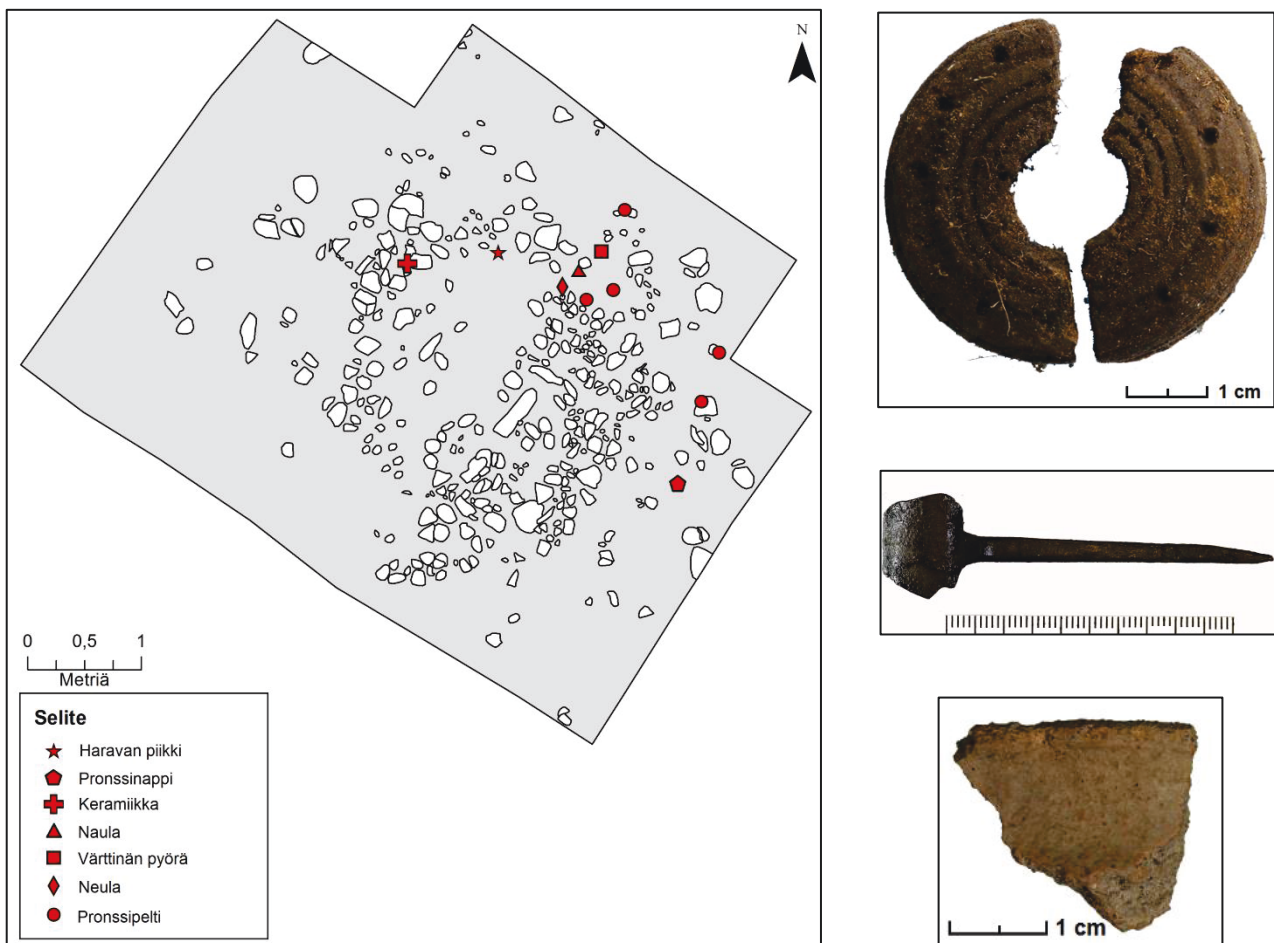 N
0 0,5 1
Metriä
Selite
Haravan piikki
Pronssinappi
Keramiikka
Naula
Värttinän pyörä
Neula
Pronssipelti
1 cm
1 cm